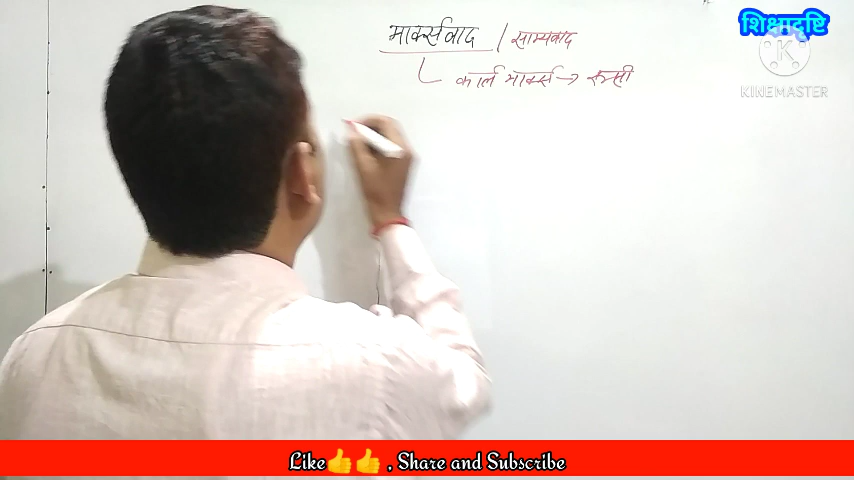 मार्क्सवाद / साम्यवाद
कार्ल मार्क्स → रूसी
शिक्षादृष्टि
K
KINEMASTER
Like👍👍 , Share and Subscribe